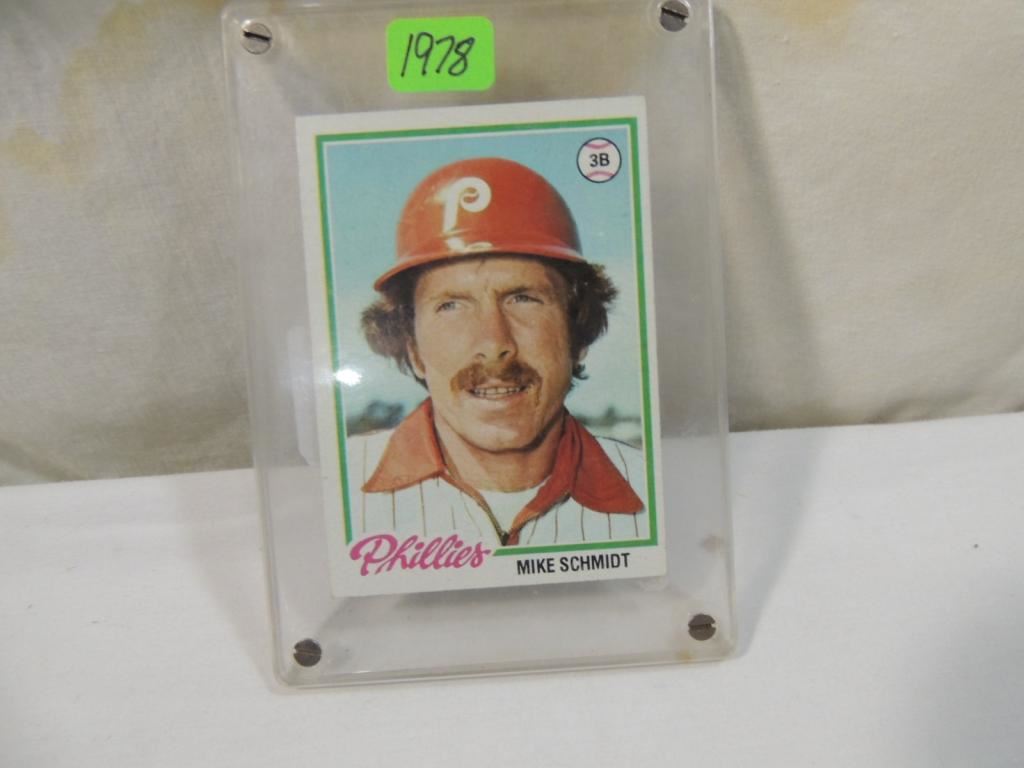 1978
3B
P
Phillies
MIKE SCHMIDT